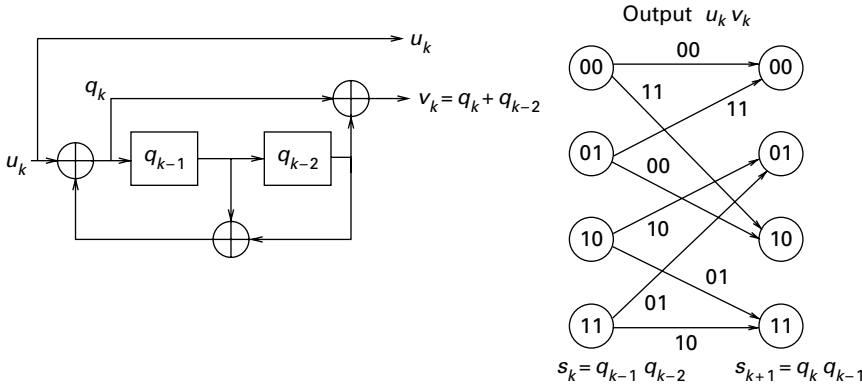 Output u_k v_k
u_k
q_k
v_k = q_k + q_{k-2}
u_k
q_{k-1}
q_{k-2}
00
00
00
11
11
01
00
01
10
10
10
01
01
11
10
11
s_k = q_{k-1} q_{k-2}
s_{k+1} = q_k q_{k-1}